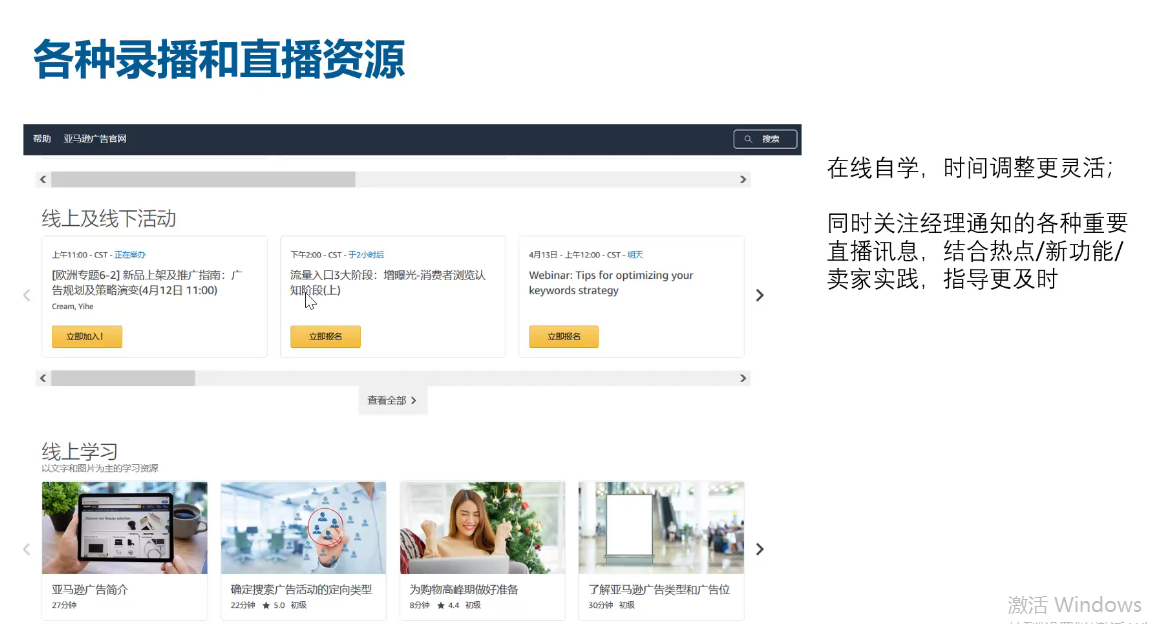 各种录播和直播资源
帮助 亚马逊广告官网 搜索
在线自学，时间调整更灵活；
同时关注经理通知的各种重要
直播讯息，结合热点/新功能/
卖家实践，指导更及时
线上及线下活动
上午11:00 - CST - 正在举办
[欧洲专题6-2] 新品上架及推广指南：广
告规划及策略演变(4月12日 11:00)
Cream, Yihe
立即加入！
下午2:00 - CST - 于2小时后
流量入口3大阶段：增曝光-消费者浏览认
知阶段(上)
立即报名
4月13日 - 上午12:00 - CST - 明天
Webinar: Tips for optimizing your
keywords strategy
立即报名
查看全部
线上学习
以文字和图片为主的学习资源
亚马逊广告简介
27分钟
确定搜索广告活动的定向类型
22分钟 ★ 5.0 初级
为购物高峰期做好准备
8分钟 ★ 4.4 初级
了解亚马逊广告类型和广告位
30分钟 初级
激活 Windows